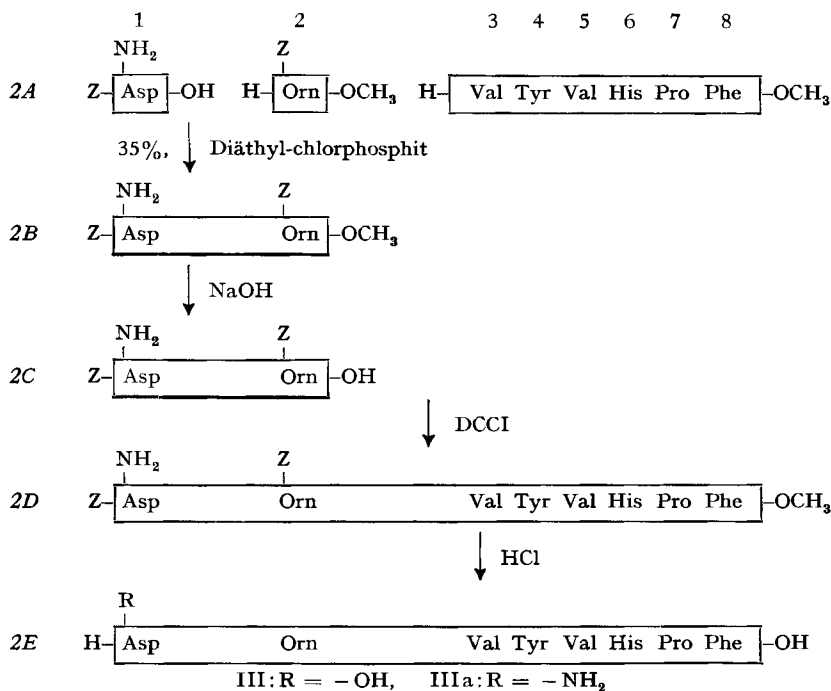 1 2 3 4 5 6 7 8
NH₂ Z
2A Z– Asp –OH H– Orn –OCH₃ H– Val Tyr Val His Pro Phe –OCH₃
35%, Diäthyl-chlorphosphit
NH₂ Z
2B Z– Asp Orn –OCH₃
NaOH
NH₂ Z
2C Z– Asp Orn –OH
DCCI
NH₂ Z
2D Z– Asp Orn Val Tyr Val His Pro Phe –OCH₃
HCl
R
2E H– Asp Orn Val Tyr Val His Pro Phe –OH
III: R = –OH, IIIa: R = –NH₂